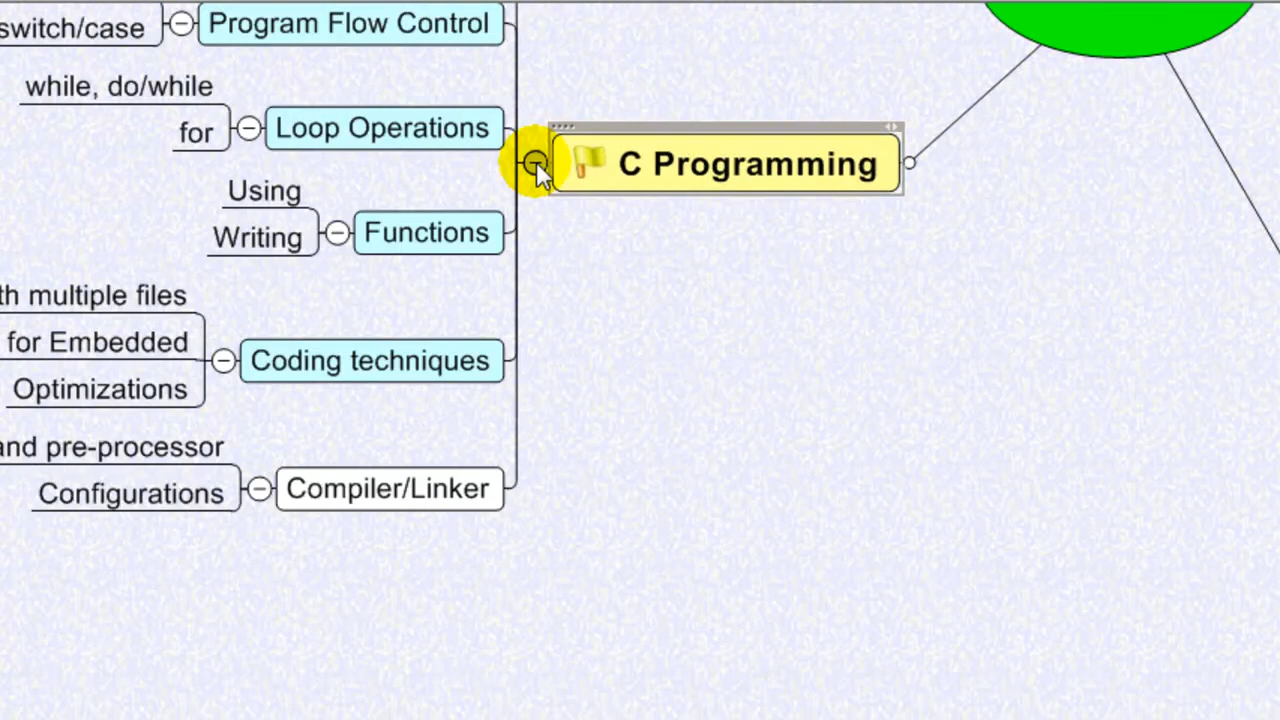 switch/case
Program Flow Control
while, do/while
for
Loop Operations
C Programming
Using
Writing
Functions
multiple files
for Embedded
Optimizations
Coding techniques
and pre-processor
Configurations
Compiler/Linker